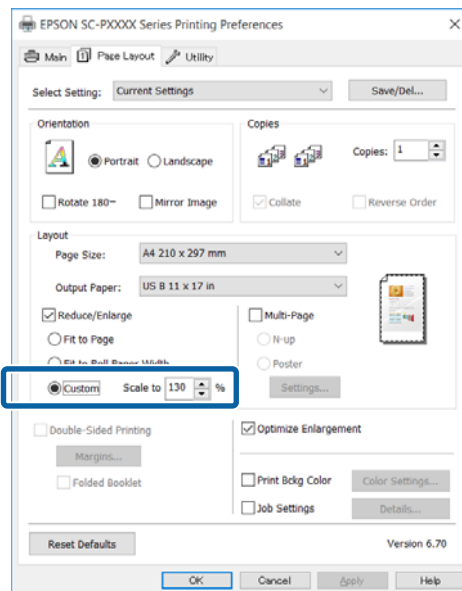 EPSON SC-PXXXX Series Printing Preferences
Main Page Layout Utility
Select Setting: Current Settings Save/Del...
Orientation Copies
Portrait Landscape Copies: 1
Rotate 180° Mirror Image Collate Reverse Order
Layout
Page Size: A4 210 x 297 mm
Output Paper: US B 11 x 17 in
Reduce/Enlarge Multi-Page
Fit to Page N-up
Fit to Roll Paper Width Poster
Custom Scale to 130 % Settings...
Double-Sided Printing Optimize Enlargement
Margins...
Folded Booklet Print Bckg Color Color Settings...
Job Settings Details...
Reset Defaults Version 6.70
OK Cancel Apply Help